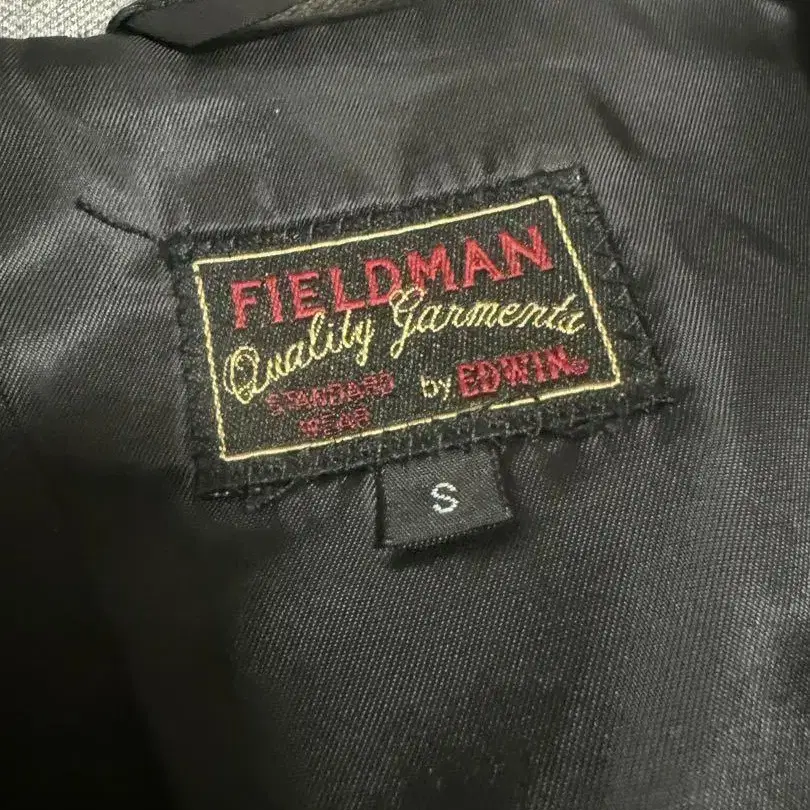 FIELDMAN
Quality Garments
STANDARD by EDWIN
WEAR
S